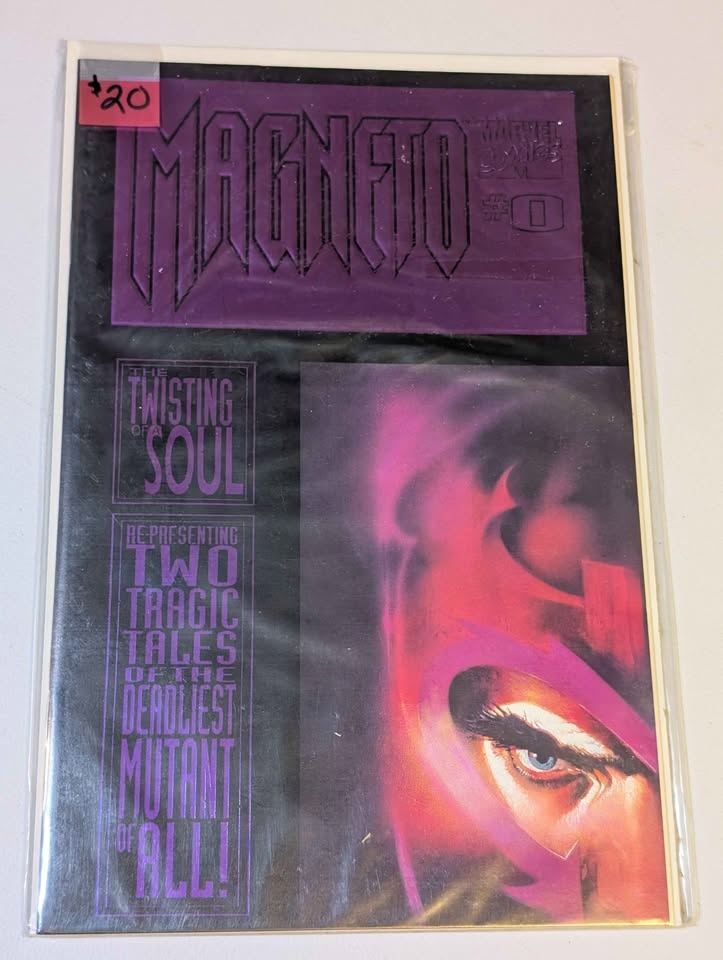 $20
MAGNETO
MARVEL
COMICS
#0
THE
TWISTING
OF A
SOUL
RE-PRESENTING
TWO
TRAGIC
TALES
OF THE
DEADLIEST
MUTANT
OF ALL!